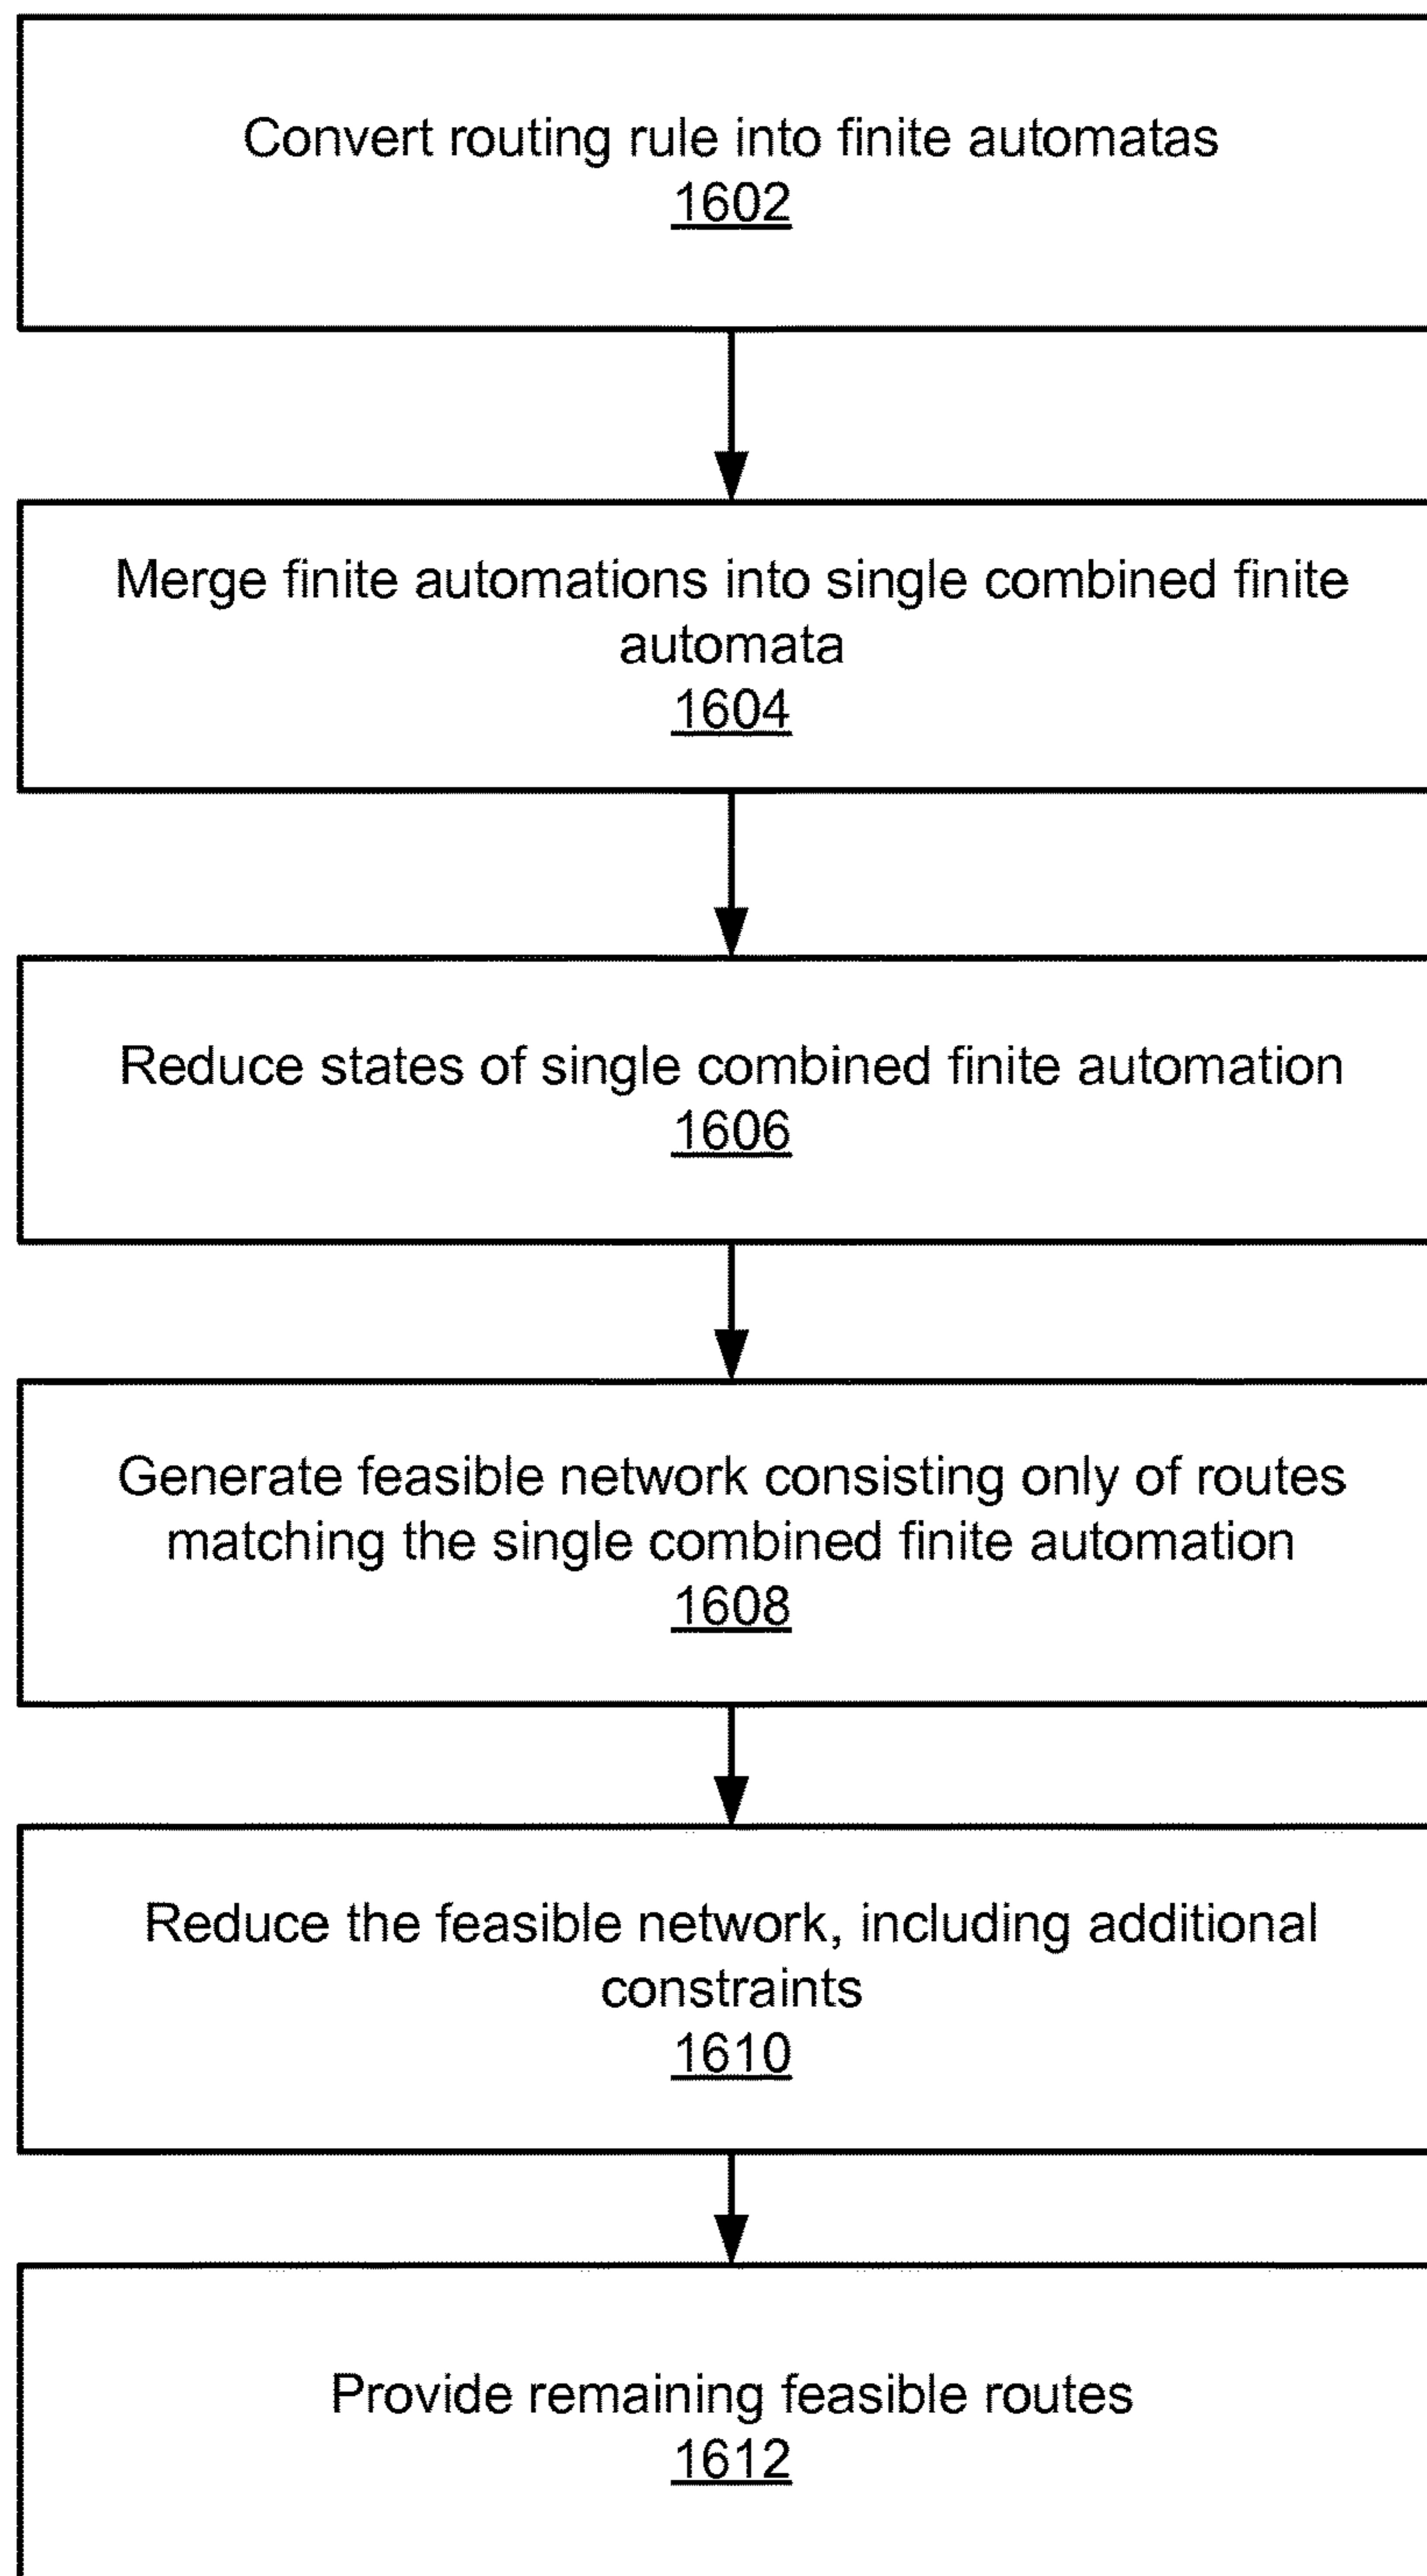 Convert routing rule into finite automatas
1602
Merge finite automations into single combined finite
automata
1604
Reduce states of single combined finite automation
1606
Generate feasible network consisting only of routes
matching the single combined finite automation
1608
Reduce the feasible network, including additional
constraints
1610
Provide remaining feasible routes
1612